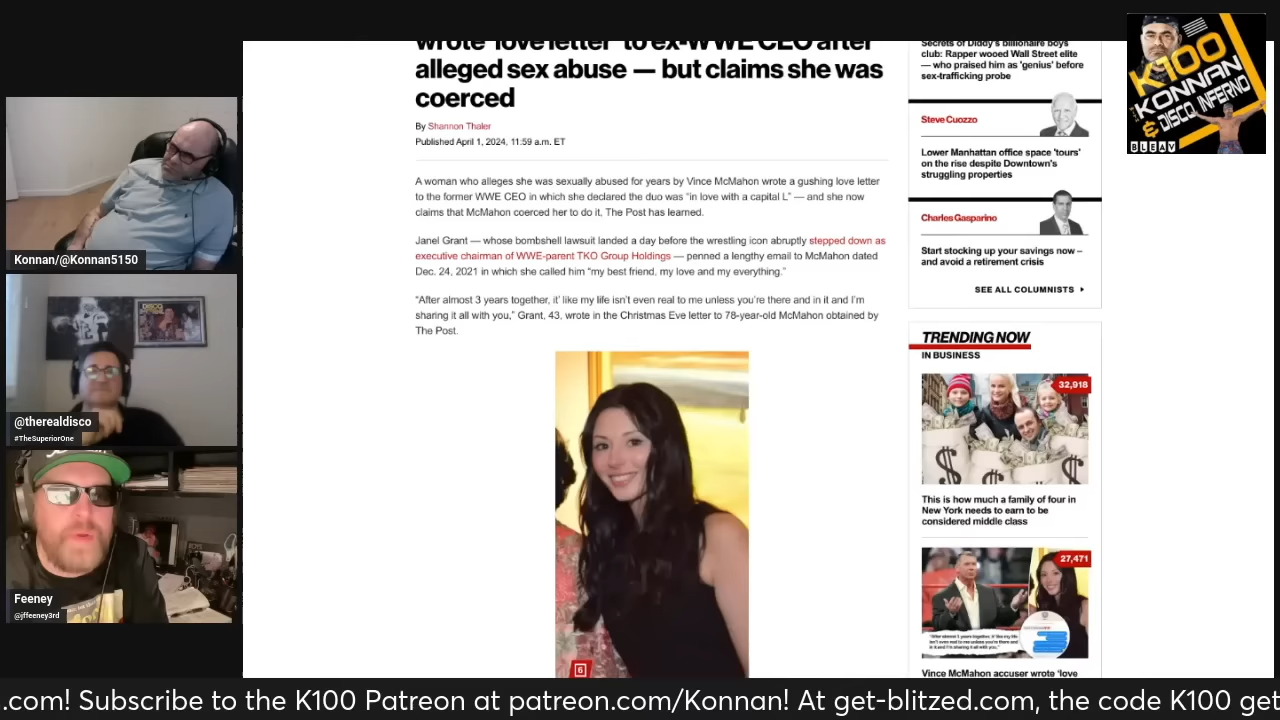 wrote 'love letter' to ex-WWE CEO after
alleged sex abuse — but claims she was
coerced
By Shannon Thaler
Published April 1, 2024, 11:59 a.m. ET
A woman who alleges she was sexually abused for years by Vince McMahon wrote a gushing love letter
to the former WWE CEO in which she declared the duo was “in love with a capital L” — and she now
claims that McMahon coerced her to do it, The Post has learned.
Janel Grant — whose bombshell lawsuit landed a day before the wrestling icon abruptly stepped down as
executive chairman of WWE-parent TKO Group Holdings — penned a lengthy email to McMahon dated
Dec. 24, 2021 in which she called him “my best friend, my love and my everything.”
“After almost 3 years together, it’ like my life isn’t even real to me unless you’re there and in it and I’m
sharing it all with you,” Grant, 43, wrote in the Christmas Eve letter to 78-year-old McMahon obtained by
The Post.
6
Secrets of Diddy's billionaire boys
club: Rapper wooed Wall Street elite
— who praised him as 'genius' before
sex-trafficking probe
Steve Cuozzo
Lower Manhattan office space 'tours'
on the rise despite Downtown's
struggling properties
Charles Gasparino
Start stocking up your savings now –
and avoid a retirement crisis
SEE ALL COLUMNISTS
TRENDING NOW
IN BUSINESS
32,918
This is how much a family of four in
New York needs to earn to be
considered middle class
27,471
Vince McMahon accuser wrote 'love
K100
KONNAN
& DISCO INFERNO
BLEAV
Konnan/@Konnan5150
DISCO
@therealdisco
#TheSuperiorOne
Feeney
@jffeeney3rd
.com! Subscribe to the K100 Patreon at patreon.com/Konnan! At get-blitzed.com, the code K100 get